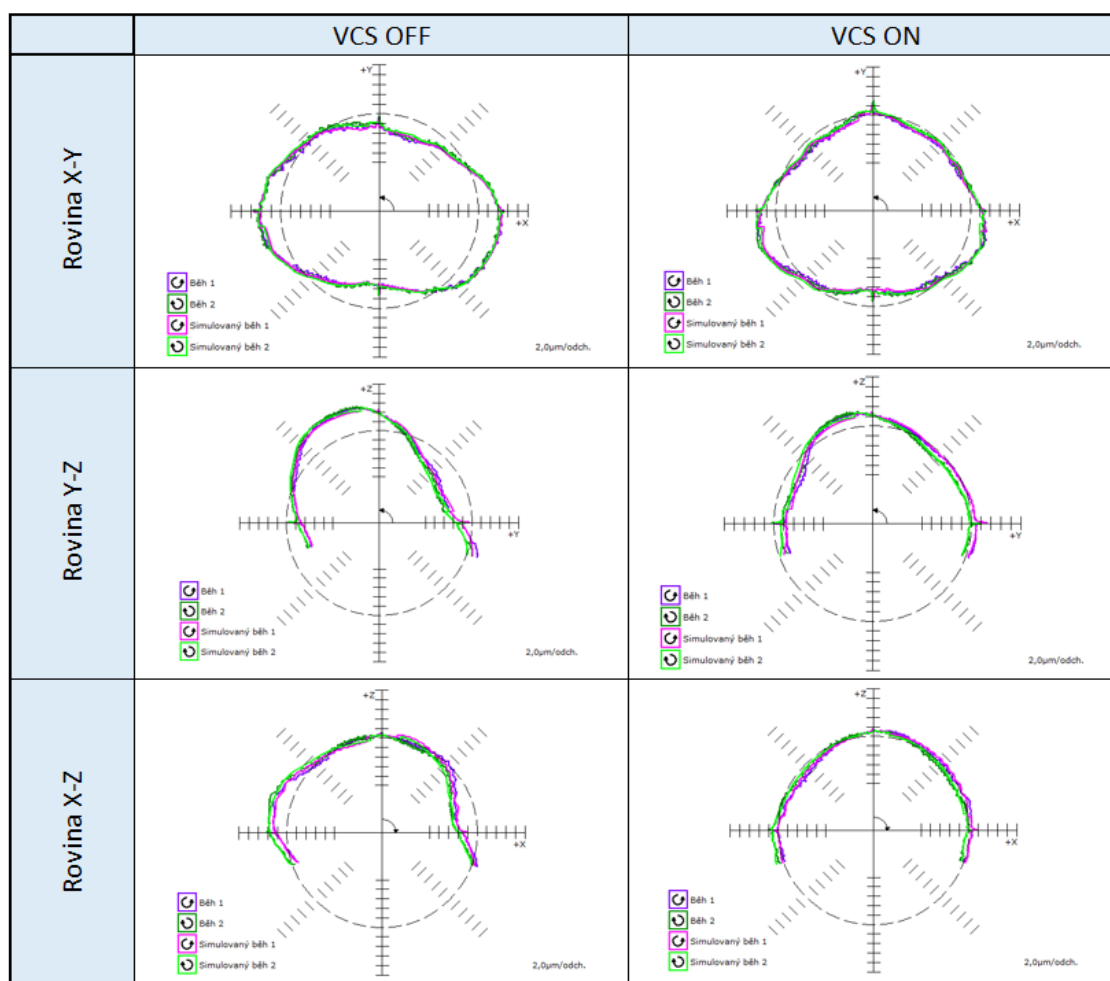 VCS OFF
VCS ON
Rovina X-Y
+Y
+X
Běh 1
Běh 2
Simulovaný běh 1
Simulovaný běh 2
2,0µm/odch.
+Y
+X
Běh 1
Běh 2
Simulovaný běh 1
Simulovaný běh 2
2,0µm/odch.
Rovina Y-Z
+Z
+Y
Běh 1
Běh 2
Simulovaný běh 1
Simulovaný běh 2
2,0µm/odch.
+Z
+Y
Běh 1
Běh 2
Simulovaný běh 1
Simulovaný běh 2
2,0µm/odch.
Rovina X-Z
+Z
+X
Běh 1
Běh 2
Simulovaný běh 1
Simulovaný běh 2
2,0µm/odch.
+Z
+X
Běh 1
Běh 2
Simulovaný běh 1
Simulovaný běh 2
2,0µm/odch.